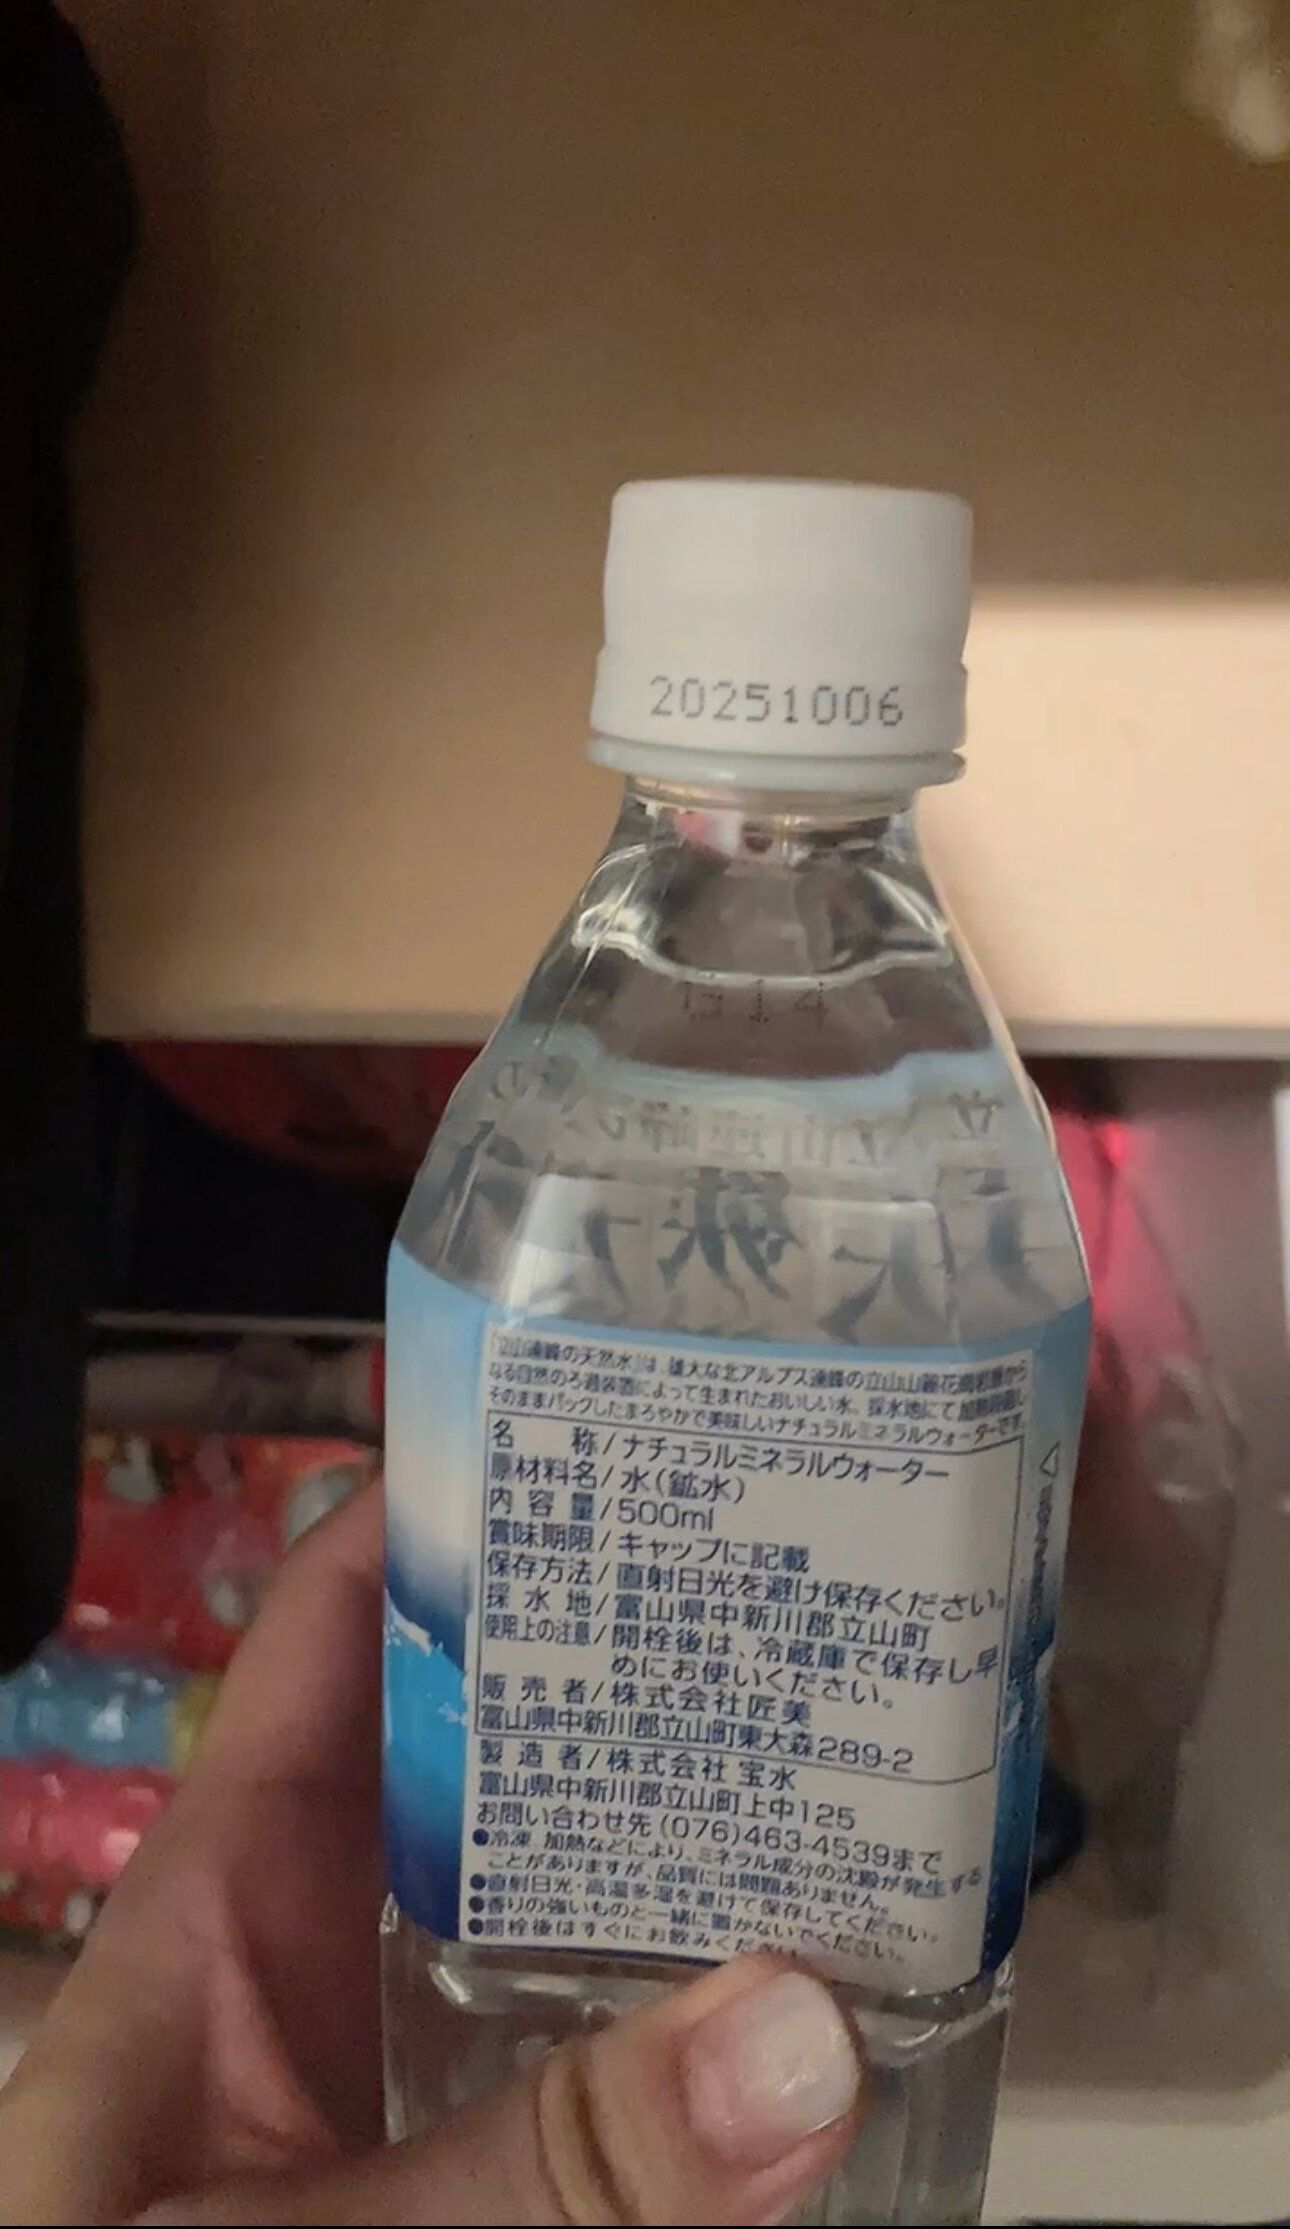 20251006
「立山連峰の天然水」は、雄大な北アルプス連峰の立山山麓花崗岩層から
なる自然のろ過装置によって生まれたおいしい水。採水地にて加熱殺菌し
そのままパックしたまろやかで美味しいナチュラルミネラルウォーターです。
名 称/ナチュラルミネラルウォーター
原材料名/水(鉱水)
内容量/500ml
賞味期限/キャップに記載
保存方法/直射日光を避け保存ください。
採水地/富山県中新川郡立山町
使用上の注意/開栓後は、冷蔵庫で保存し早
めにお使いください。
販売者/株式会社匠美
富山県中新川郡立山町東大森289-2
製造者/株式会社 宝水
富山県中新川郡立山町上中125
お問い合わせ先(076)463-4539まで
●冷凍、加熱などにより、ミネラル成分の沈殿が発生する
ことがありますが、品質には問題ありません。
●直射日光・高温多湿を避けて保存してください。
●香りの強いものと一緒に置かないでください。
●開栓後はすぐにお飲みください。